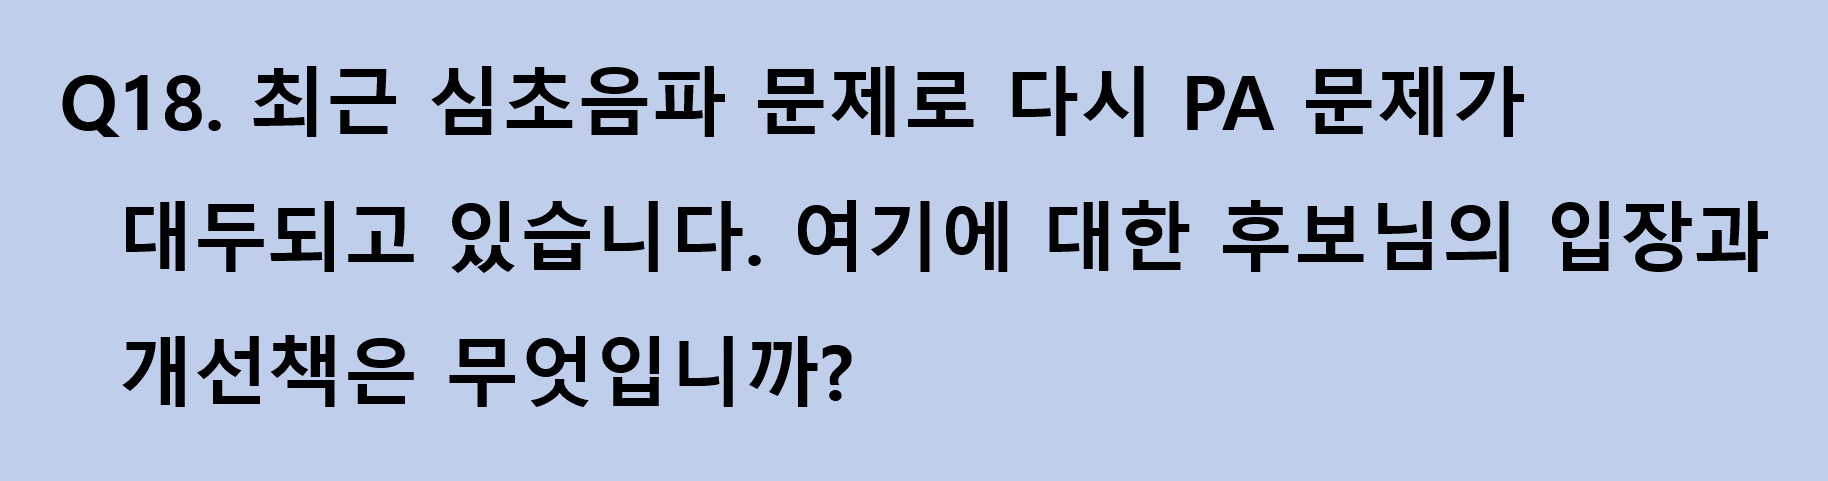 Q18. 최근 심초음파 문제로 다시 PA 문제가
대두되고 있습니다. 여기에 대한 후보님의 입장과
개선책은 무엇입니까?